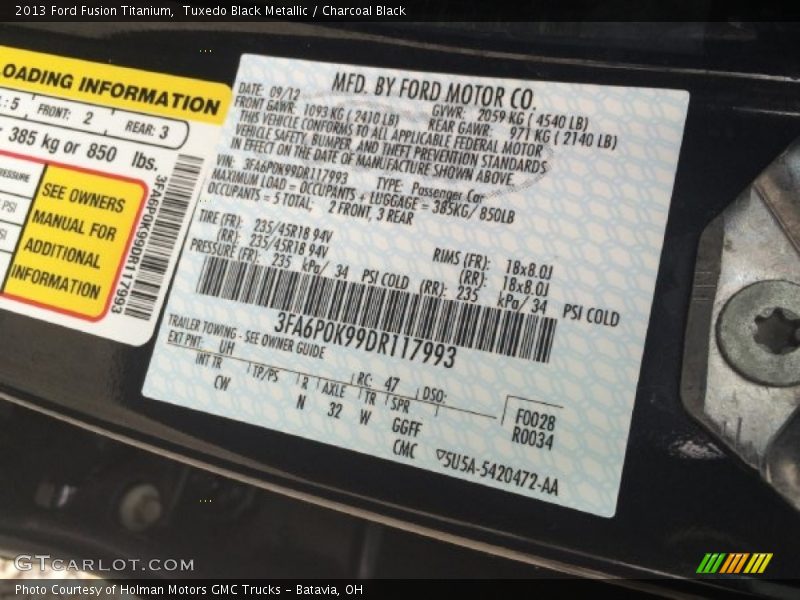 2013 Ford Fusion Titanium, Tuxedo Black Metallic / Charcoal Black
OADING INFORMATION
: 5 FRONT: 2 REAR: 3
385 kg or 850 lbs.
RESSURE
PSI
SI
SEE OWNERS
MANUAL FOR
ADDITIONAL
INFORMATION
3FA6P0K99DR117993
MFD. BY FORD MOTOR CO.
DATE: 09/12 GVWR: 2059 KG ( 4540 LB)
FRONT GAWR: 1093 KG ( 2410 LB) REAR GAWR: 971 KG ( 2140 LB)
THIS VEHICLE CONFORMS TO ALL APPLICABLE FEDERAL MOTOR
VEHICLE SAFETY, BUMPER, AND THEFT PREVENTION STANDARDS
IN EFFECT ON THE DATE OF MANUFACTURE SHOWN ABOVE.
VIN: 3FA6P0K99DR117993 TYPE: Passenger Car
MAXIMUM LOAD = OCCUPANTS + LUGGAGE = 385KG/ 850LB
OCCUPANTS = 5 TOTAL, 2 FRONT, 3 REAR
TIRE (FR): 235/45R18 94V RIMS (FR): 18x8.0J
(RR): 235/45R18 94V (RR): 18x8.0J
PRESSURE (FR): 235 kPa/ 34 PSI COLD (RR): 235 kPa/ 34 PSI COLD
3FA6P0K99DR117993
TRAILER TOWING - SEE OWNER GUIDE
EXT PNT: UH RC: 47 DSO:
INT TR TP/PS R AXLE TR SPR F0028
CW N 32 W GGFF R0034
CMC ▽5U5A-5420472-AA
GTCARLOT.COM
Photo Courtesy of Holman Motors GMC Trucks - Batavia, OH